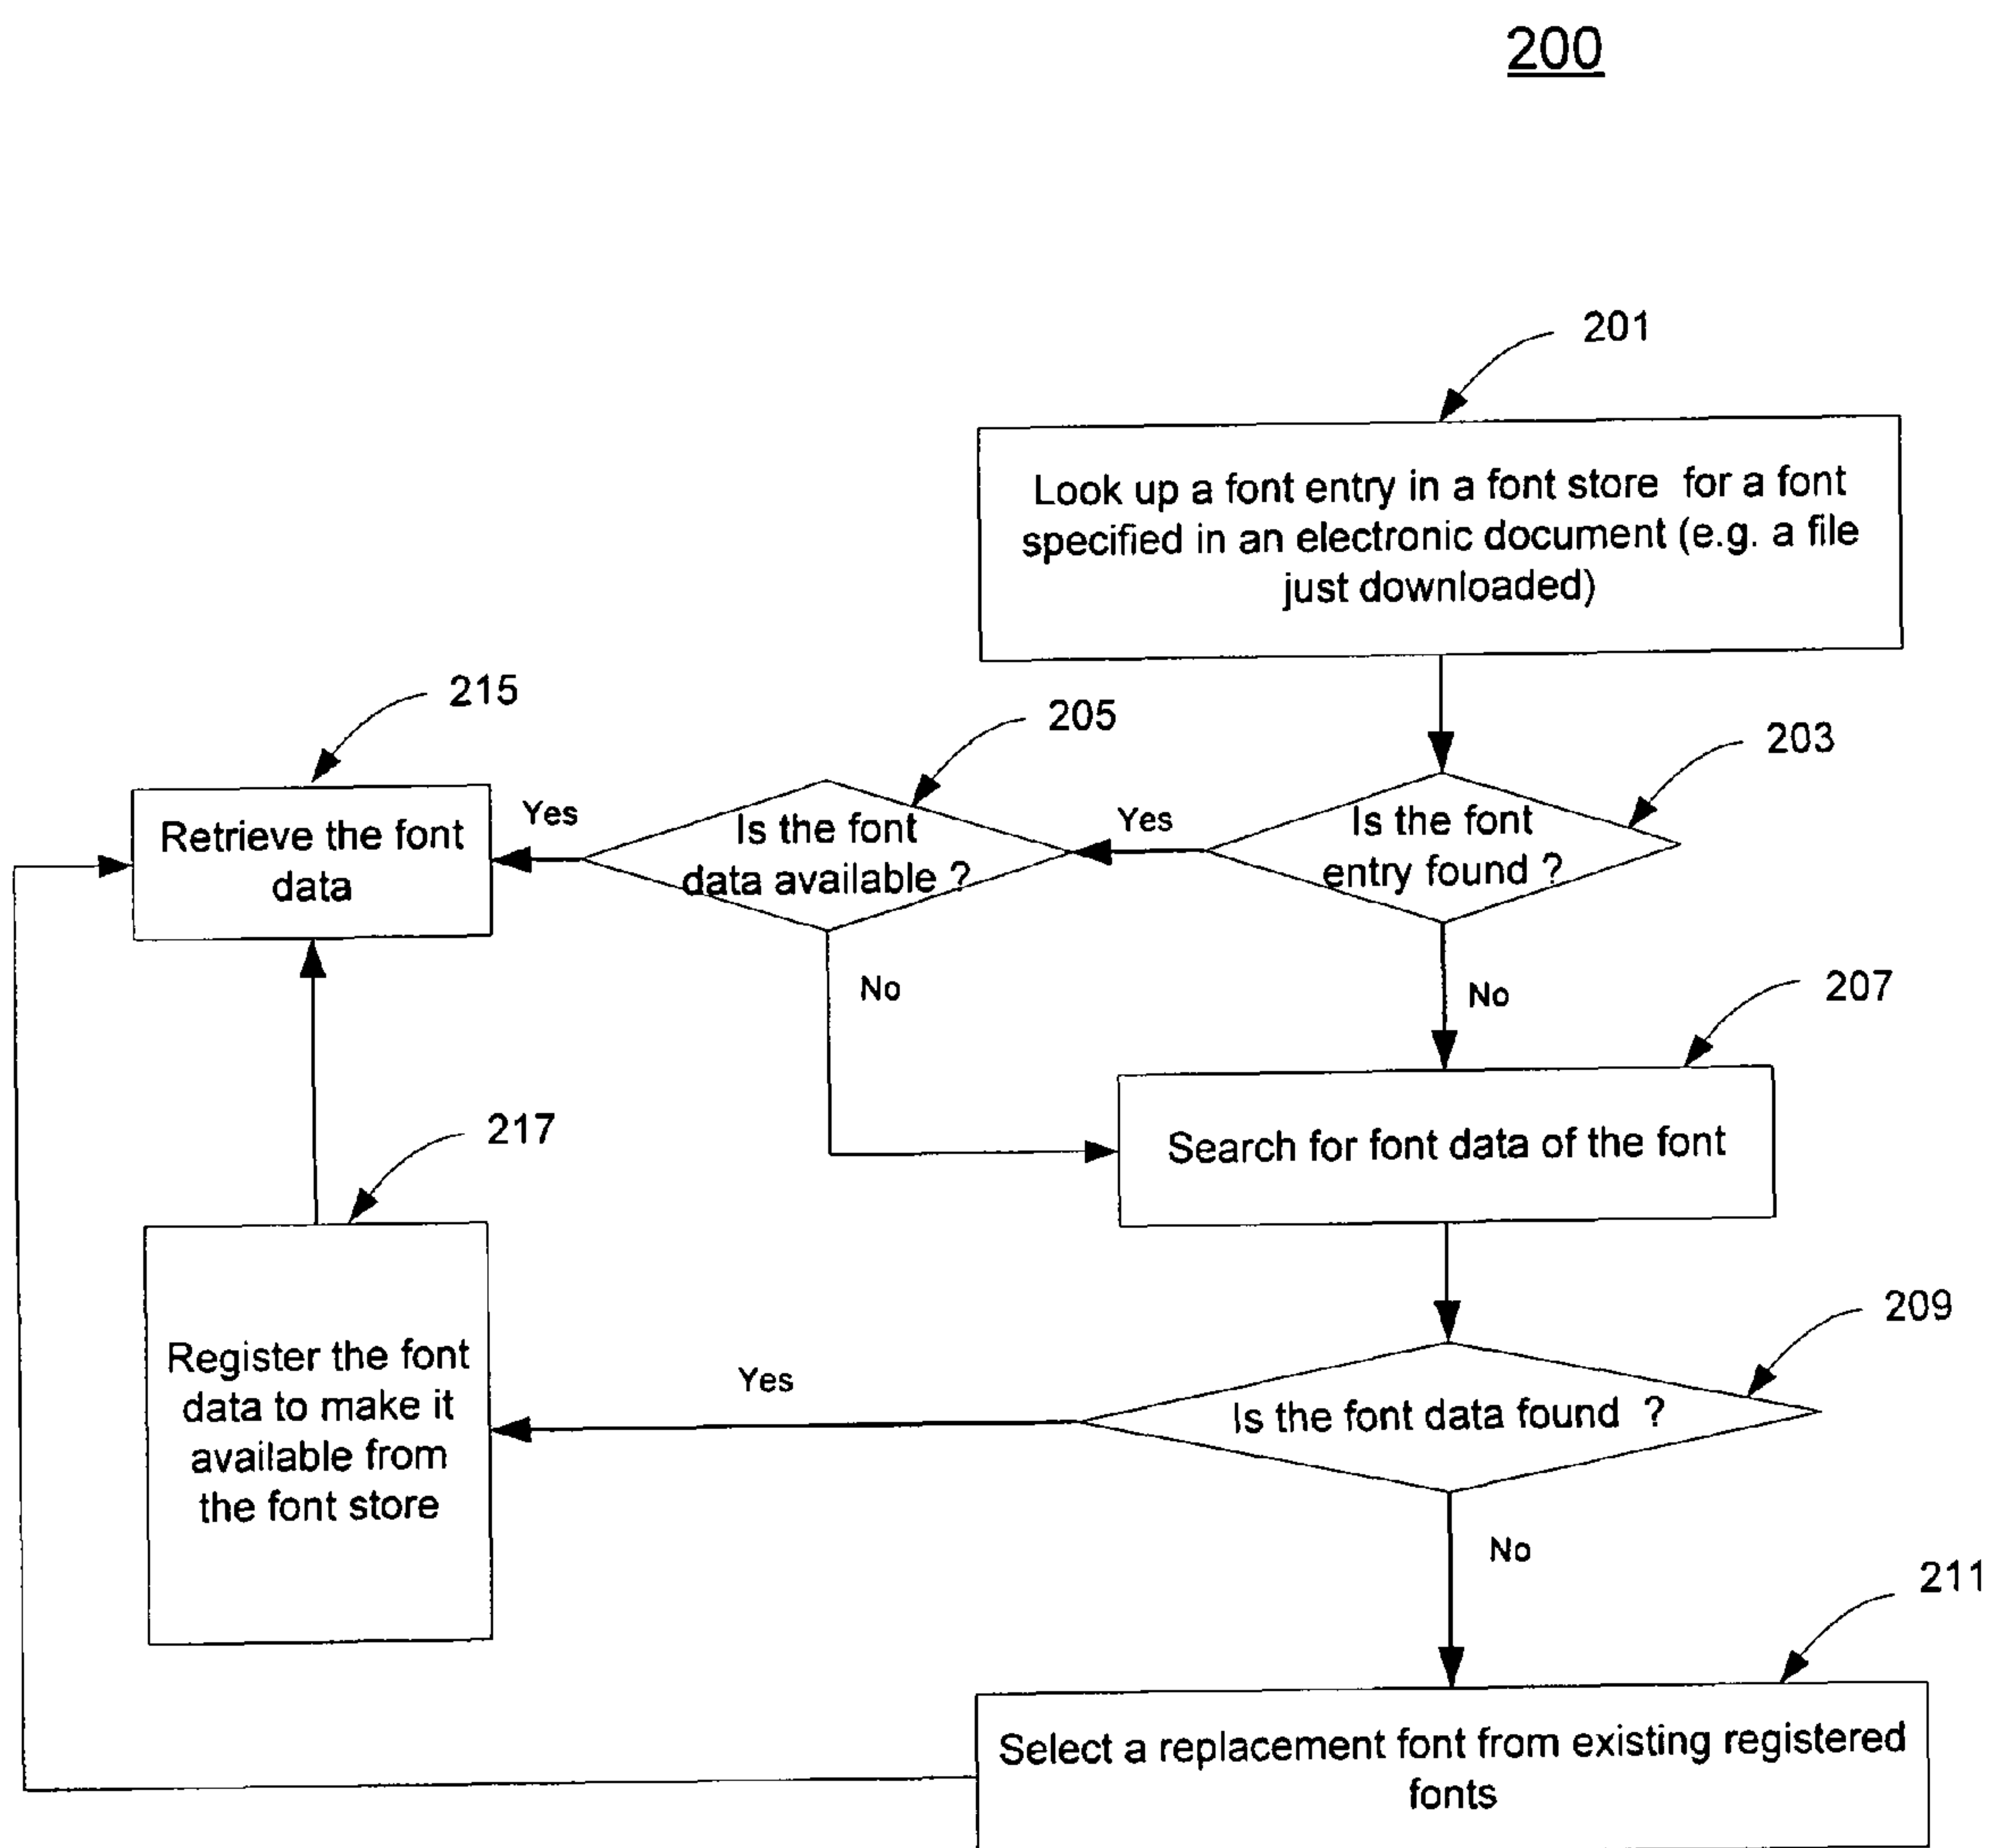 200
201
Look up a font entry in a font store for a font
specified in an electronic document (e.g. a file
just downloaded)
215
205
203
Retrieve the font
data
Yes
Is the font
data available ?
Yes
Is the font
entry found ?
No
No
207
217
Search for font data of the font
209
Register the font
data to make it
available from
the font store
Yes
Is the font data found ?
No
211
Select a replacement font from existing registered
fonts